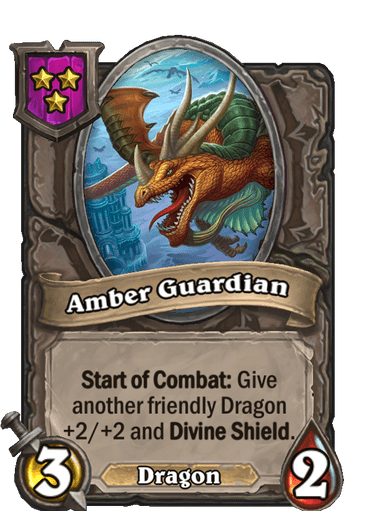 Amber Guardian
Start of Combat: Give
another friendly Dragon
+2/+2 and Divine Shield.
3
Dragon
2